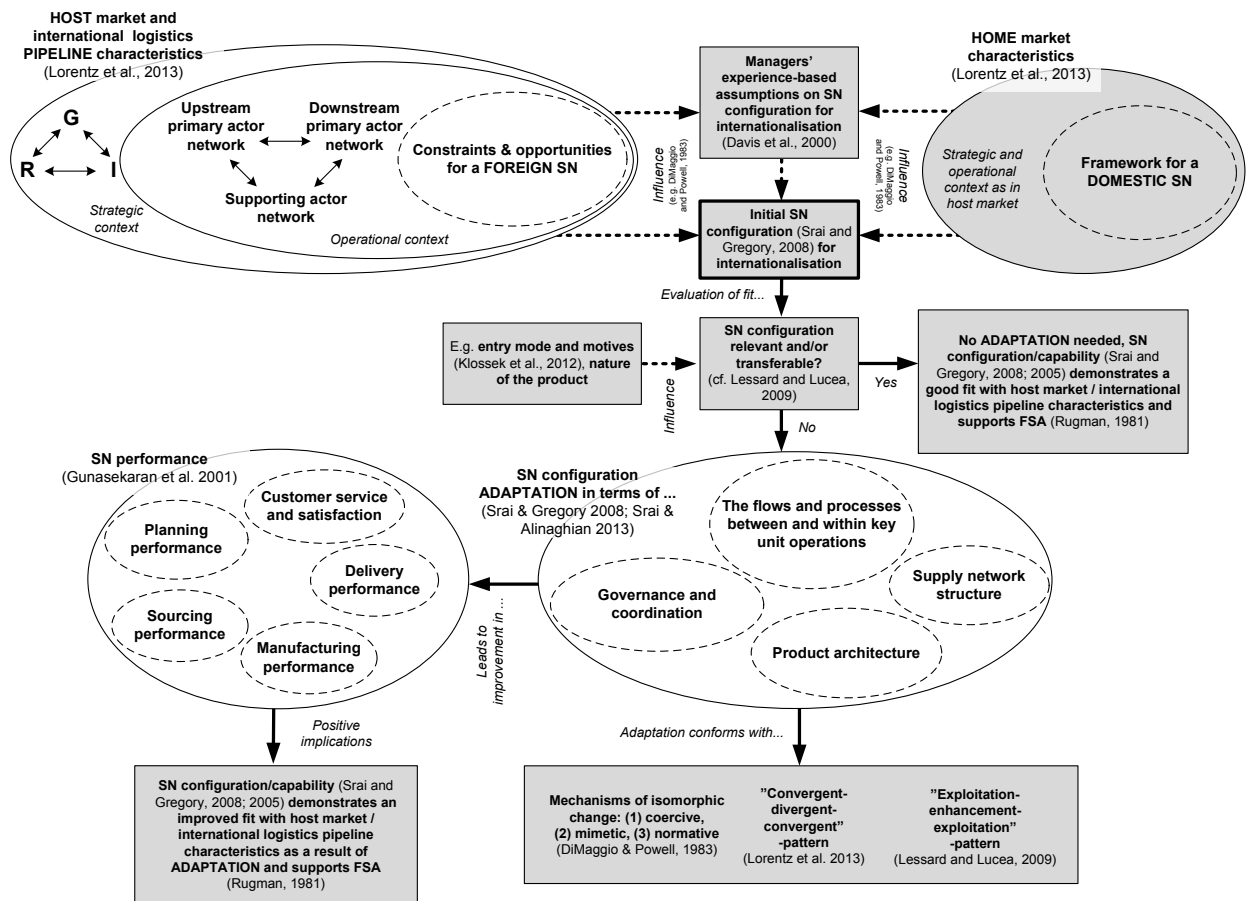 HOST market and
international logistics
PIPELINE characteristics
(Lorentz et al., 2013)
G
R
I
Strategic
context
Upstream
primary actor
network
Downstream
primary actor
network
Supporting actor
network
Operational context
Constraints & opportunities
for a FOREIGN SN
Managers'
experience-based
assumptions on SN
configuration for
internationalisation
(Davis et al., 2000)
Influence
(e.g. DiMaggio
and Powell, 1983)
Influence
(e.g. DiMaggio
and Powell, 1983)
HOME market
characteristics
(Lorentz et al., 2013)
Strategic and
operational
context as in
host market
Framework for a
DOMESTIC SN
Initial SN
configuration (Srai and
Gregory, 2008) for
internationalisation
Evaluation of fit...
E.g. entry mode and motives
(Klossek et al., 2012), nature
of the product
Influence
SN configuration
relevant and/or
transferable?
(cf. Lessard and Lucea,
2009)
Yes
No
No ADAPTATION needed, SN
configuration/capability (Srai and
Gregory, 2008; 2005) demonstrates a
good fit with host market / international
logistics pipeline characteristics and
supports FSA (Rugman, 1981)
SN performance
(Gunasekaran et al. 2001)
Customer service
and satisfaction
Planning
performance
Delivery
performance
Sourcing
performance
Manufacturing
performance
Leads to
improvement in ...
SN configuration
ADAPTATION in terms of ...
(Srai & Gregory 2008; Srai &
Alinaghian 2013)
The flows and processes
between and within key
unit operations
Supply network
structure
Governance and
coordination
Product architecture
Positive
implications
Adaptation conforms with...
SN configuration/capability (Srai and
Gregory, 2008; 2005) demonstrates an
improved fit with host market /
international logistics pipeline
characteristics as a result of
ADAPTATION and supports FSA
(Rugman, 1981)
Mechanisms of isomorphic
change: (1) coercive,
(2) mimetic, (3) normative
(DiMaggio & Powell, 1983)
”Convergent-
divergent-
convergent”
-pattern
(Lorentz et al. 2013)
”Exploitation-
enhancement-
exploitation”
-pattern
(Lessard and Lucea, 2009)